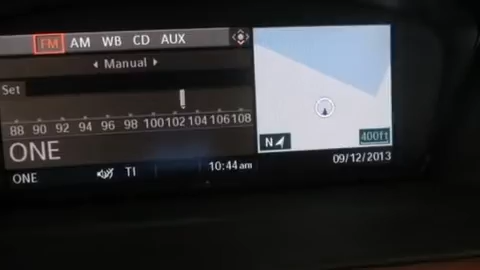 FM AM WB CD AUX
Manual
Set
88 90 92 94 96 98 100 102 104 106 108
ONE
ONE TI 10:44 am
N 400ft
09/12/2013